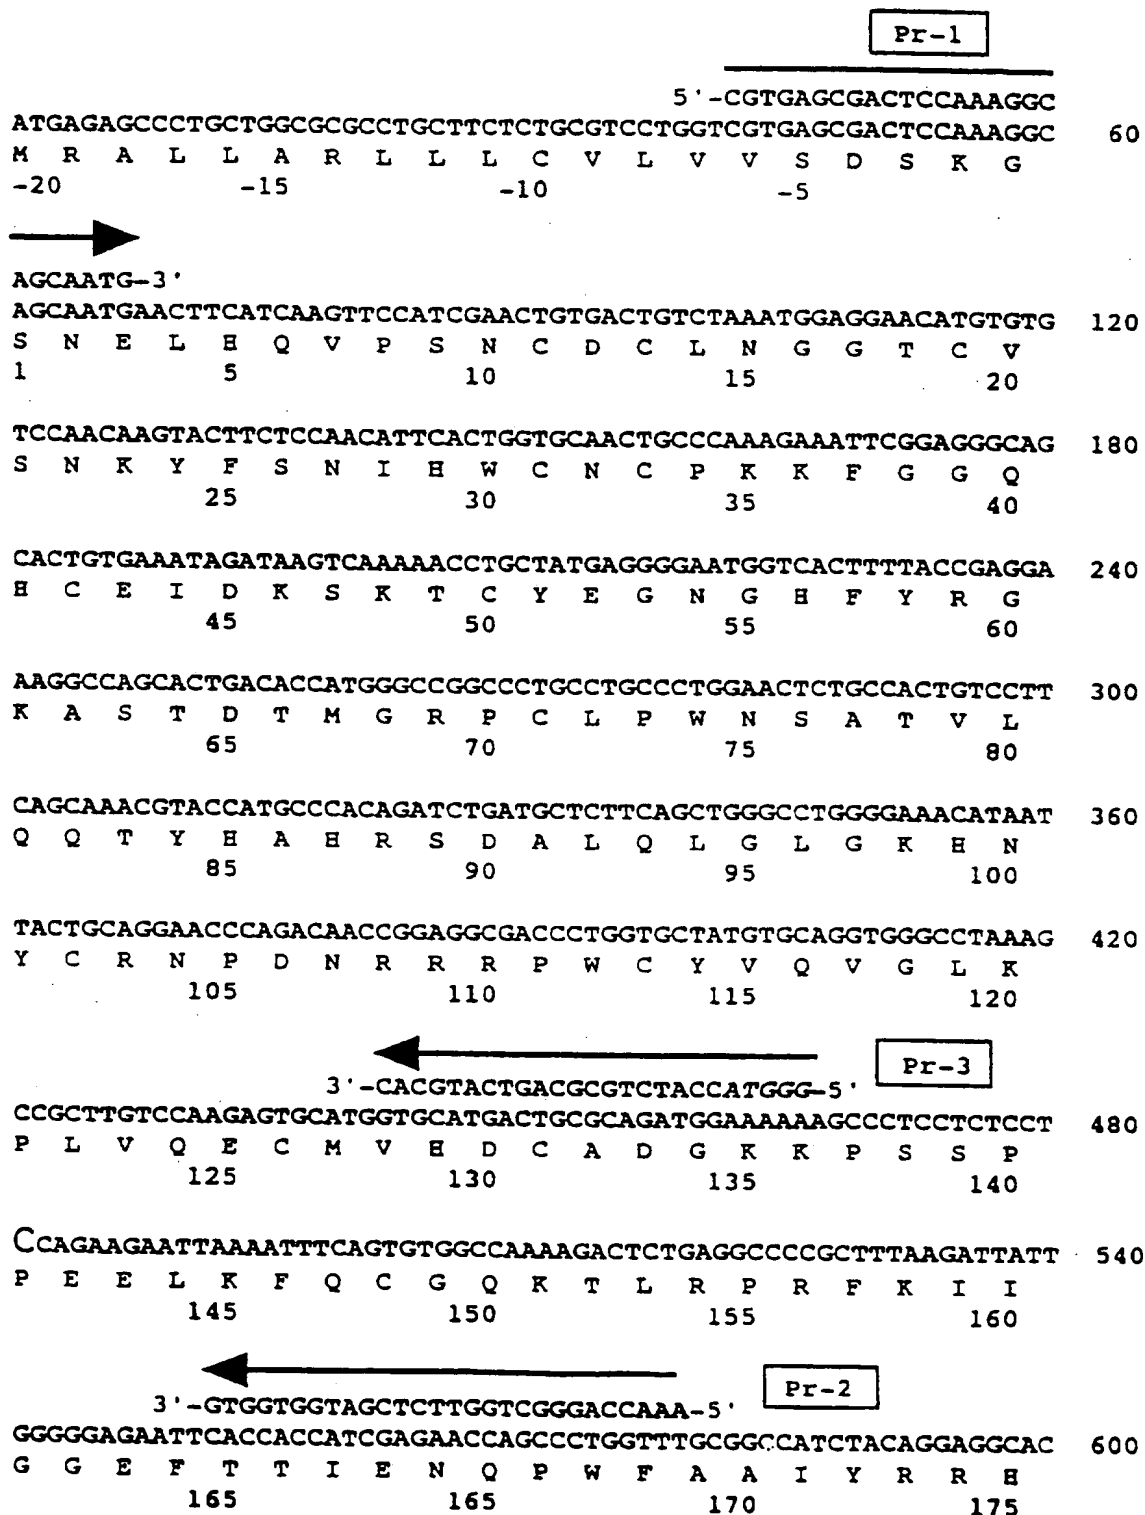 Pr-1
5'-CGTGAGCGACTCCAAAGGC
ATGAGAGCCCTGCTGGCGCGCCTGCTTCTCTGCGTCCTGGTCGTGAGCGACTCCAAAGGC 60
M R A L L A R L L L C V L V V S D S K G
-20 -15 -10 -5
AGCAATG-3'
AGCAATGAACTTCATCAAGTTCCATCGAACTGTGACTGTCTAAATGGAGGAACATGTGTG 120
S N E L H Q V P S N C D C L N G G T C V
1 5 10 15 20
TCCAACAAGTACTTCTCCAACATTCACTGGTGCAACTGCCCAAAGAAATTCGGAGGGCAG 180
S N K Y F S N I H W C N C P K K F G G Q
25 30 35 40
CACTGTGAAATAGATAAGTCAAAAACCTGCTATGAGGGGAATGGTCACTTTTACCGAGGA 240
H C E I D K S K T C Y E G N G H F Y R G
45 50 55 60
AAGGCCAGCACTGACACCATGGGCCGGCCCTGCCTGCCCTGGAACTCTGCCACTGTCCTT 300
K A S T D T M G R P C L P W N S A T V L
65 70 75 80
CAGCAAACGTACCATGCCCACAGATCTGATGCTCTTCAGCTGGGCCTGGGGAAACATAAT 360
Q Q T Y H A H R S D A L Q L G L G K H N
85 90 95 100
TACTGCAGGAACCCAGACAACCGGAGGCGACCCTGGTGCTATGTGCAGGTGGGCCTAAAG 420
Y C R N P D N R R R P W C Y V Q V G L K
105 110 115 120
Pr-3
3'-CACGTACTGACGCGTCTACCATGGG-5'
CCGCTTGTCCAAGAGTGCATGGTGCATGACTGCGCAGATGGAAAAAAGCCCTCCTCTCCT 480
P L V Q E C M V H D C A D G K K P S S P
125 130 135 140
CCAGAAGAATTAAAATTTCAGTGTGGCCAAAAGACTCTGAGGCCCCGCTTTAAGATTATT 540
P E E L K F Q C G Q K T L R P R F K I I
145 150 155 160
Pr-2
3'-GTGGTGGTAGCTCTTGGTCGGGACCAAA-5'
GGGGGAGAATTCACCACCATCGAGAACCAGCCCTGGTTTGCGGCCATCTACAGGAGGCAC 600
G G E F T T I E N Q P W F A A I Y R R H
165 165 170 175